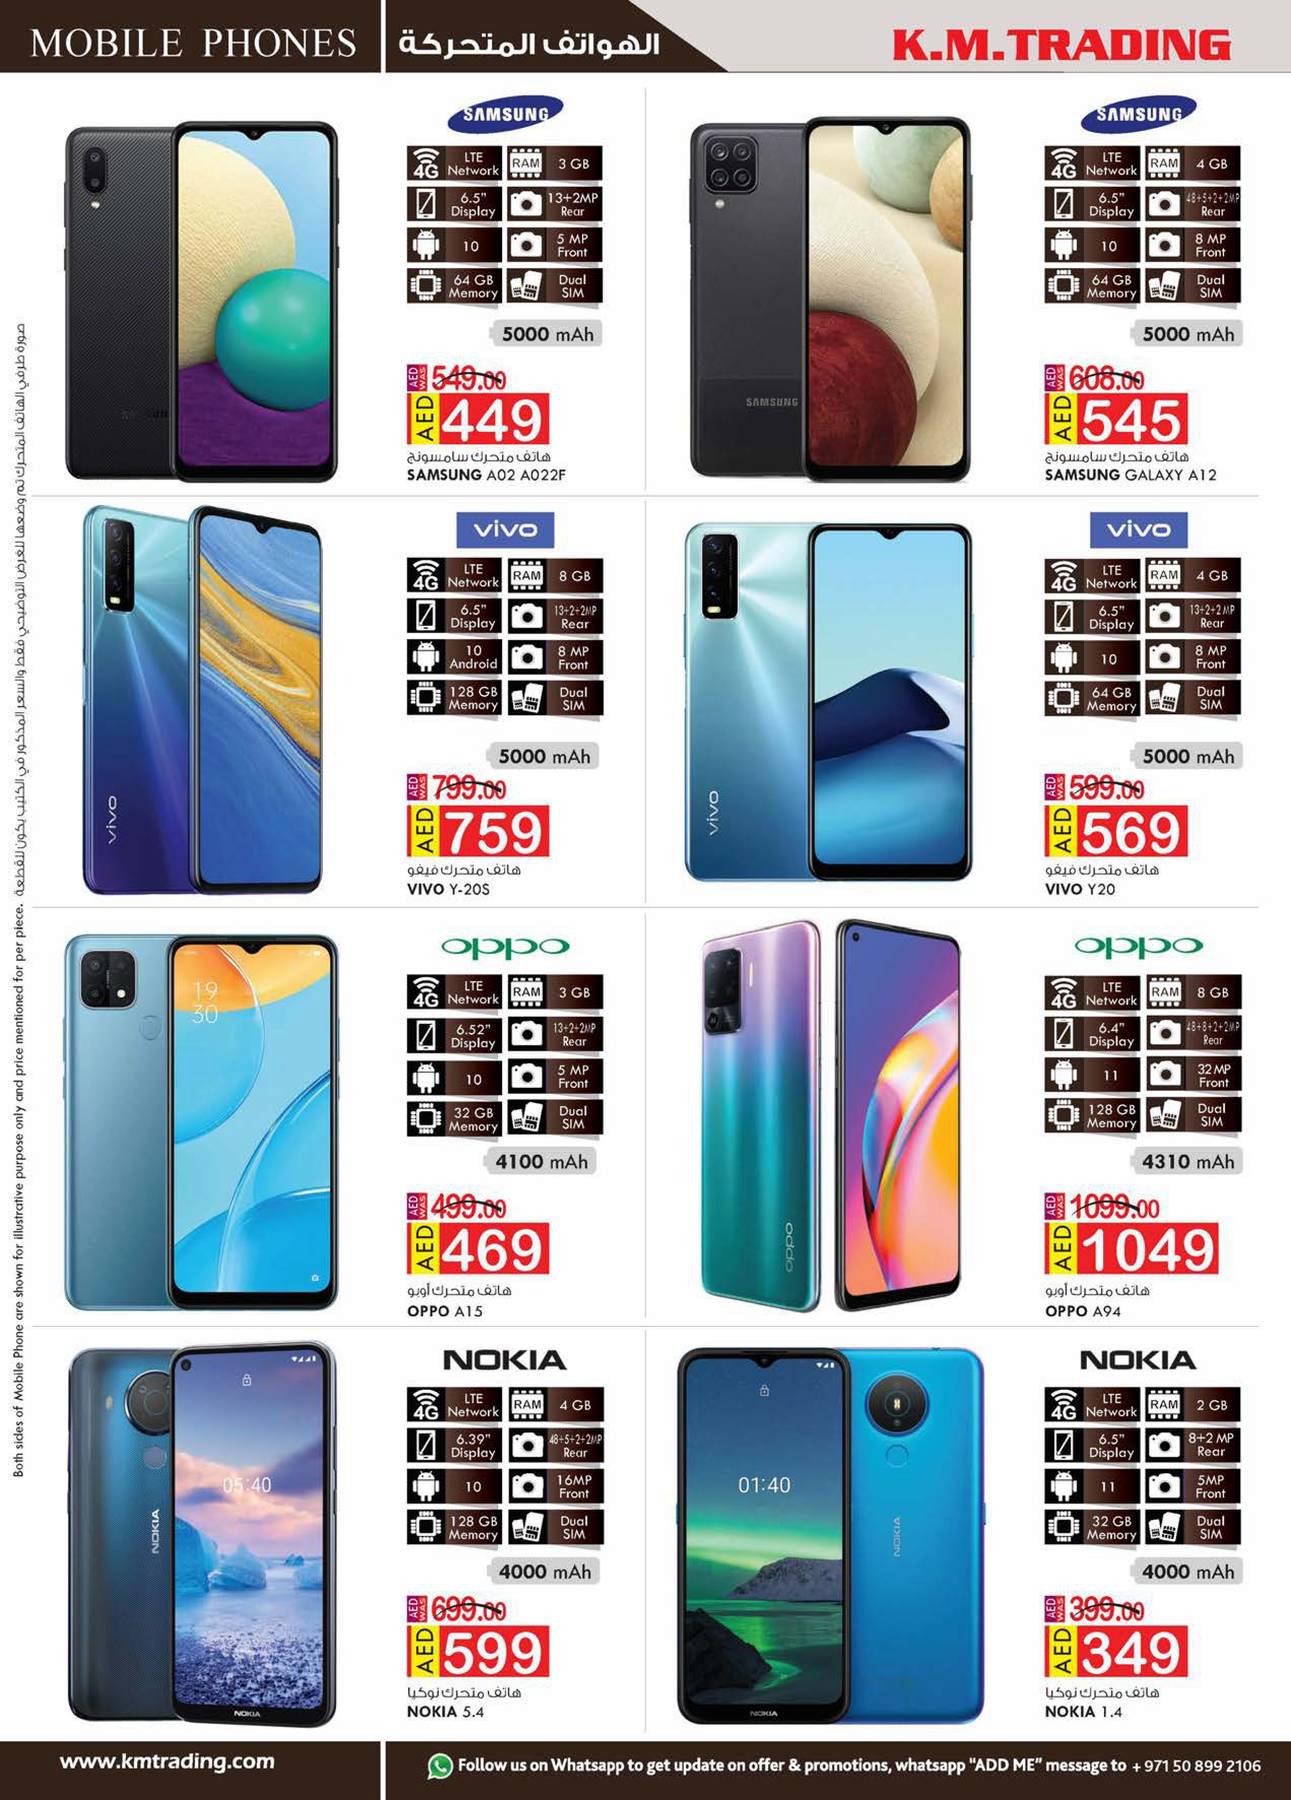 MOBILE PHONES
الهواتف المتحركة
K.M.TRADING
SAMSUNG
4G LTE Network
RAM 3 GB
6.5" Display
13+2MP Rear
10
5 MP Front
64 GB Memory
Dual SIM
5000 mAh
AED WAS 549.00
AED 449
هاتف متحرك سامسونج
SAMSUNG A02 A022F
SAMSUNG
SAMSUNG
4G LTE Network
RAM 4 GB
6.5" Display
48+5+2+2MP Rear
10
8 MP Front
64 GB Memory
Dual SIM
5000 mAh
AED WAS 608.00
AED 545
هاتف متحرك سامسونج
SAMSUNG GALAXY A12
vivo
vivo
4G LTE Network
RAM 8 GB
6.5" Display
13+2+2MP Rear
10 Android
8 MP Front
128 GB Memory
Dual SIM
5000 mAh
AED WAS 799.00
AED 759
هاتف متحرك فيفو
VIVO Y-20S
vivo
vivo
4G LTE Network
RAM 4 GB
6.5" Display
13+2+2 MP Rear
10
8 MP Front
64 GB Memory
Dual SIM
5000 mAh
AED WAS 599.00
AED 569
هاتف متحرك فيفو
VIVO Y20
19
30
oppo
4G LTE Network
RAM 3 GB
6.52" Display
13+2+2MP Rear
10
5 MP Front
32 GB Memory
Dual SIM
4100 mAh
AED WAS 499.00
AED 469
هاتف متحرك أوبو
OPPO A15
oppo
oppo
4G LTE Network
RAM 8 GB
6.4" Display
48+8+2+2MP Rear
11
32 MP Front
128 GB Memory
Dual SIM
4310 mAh
AED WAS 1099.00
AED 1049
هاتف متحرك أوبو
OPPO A94
NOKIA
05:40
NOKIA
NOKIA
4G LTE Network
RAM 4 GB
6.39" Display
48+5+2+2MP Rear
10
16MP Front
128 GB Memory
Dual SIM
4000 mAh
AED WAS 699.00
AED 599
هاتف متحرك نوكيا
NOKIA 5.4
01:40
NOKIA
NOKIA
NOKIA
4G LTE Network
RAM 2 GB
6.5" Display
8+2 MP Rear
11
5MP Front
32 GB Memory
Dual SIM
4000 mAh
AED WAS 399.00
AED 349
هاتف متحرك نوكيا
NOKIA 1.4
Both sides of Mobile Phone are shown for illustrative purpose only and price mentioned for per piece. صورة طرفي الهاتف المتحرك تم وضعها للغرض التوضيحي فقط والسعر المذكور في الكتيب يكون للقطعة
www.kmtrading.com
Follow us on Whatsapp to get update on offer & promotions, whatsapp "ADD ME" message to + 971 50 899 2106